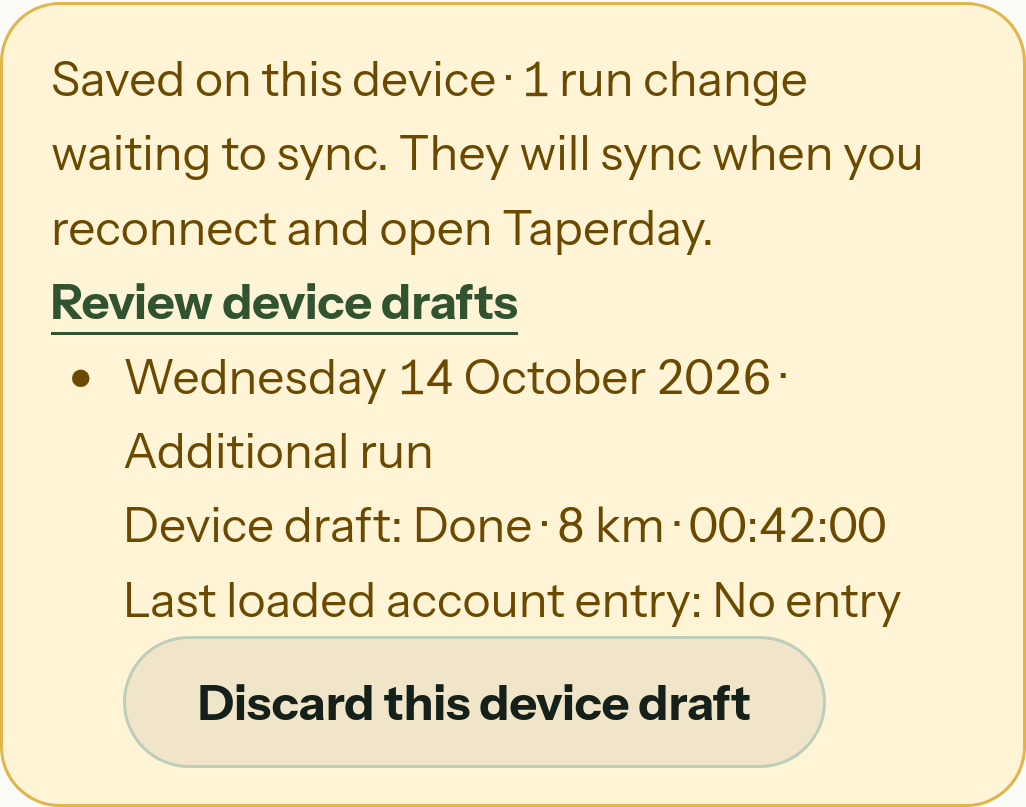 Saved on this device · 1 run change
waiting to sync. They will sync when you
reconnect and open Taperday.
Review device drafts
• Wednesday 14 October 2026 ·
Additional run
Device draft: Done · 8 km · 00:42:00
Last loaded account entry: No entry
Discard this device draft